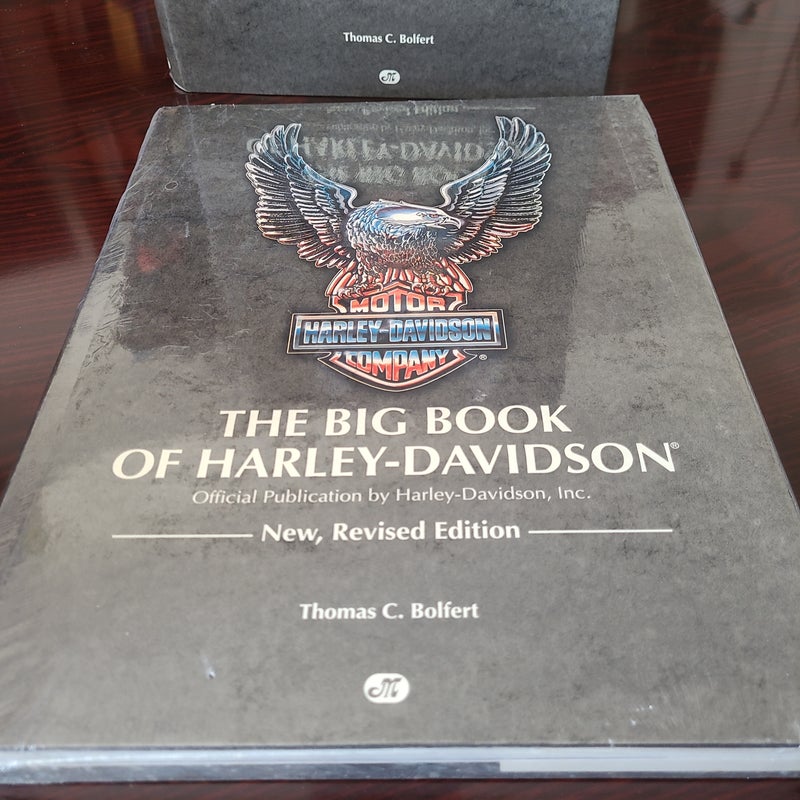 Thomas C. Bolfert
M
MOTOR
HARLEY-DAVIDSON
COMPANY®
THE BIG BOOK
OF HARLEY-DAVIDSON®
Official Publication by Harley-Davidson, Inc.
New, Revised Edition
Thomas C. Bolfert
M